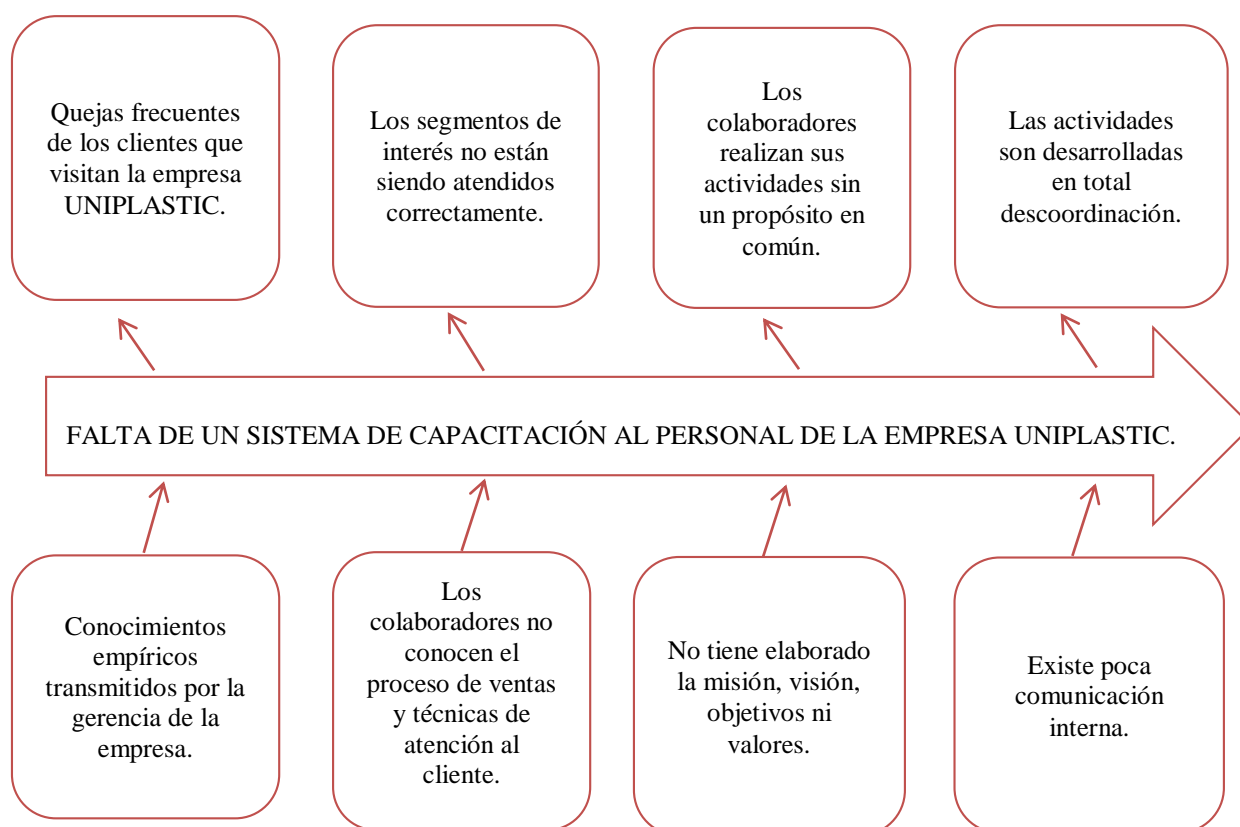 Quejas frecuentes
de los clientes que
visitan la empresa
UNIPLASTIC.
Los segmentos de
interés no están
siendo atendidos
correctamente.
Los
colaboradores
realizan sus
actividades sin
un propósito en
común.
Las actividades
son desarrolladas
en total
descoordinación.
FALTA DE UN SISTEMA DE CAPACITACIÓN AL PERSONAL DE LA EMPRESA UNIPLASTIC.
Conocimientos
empíricos
transmitidos por la
gerencia de la
empresa.
Los
colaboradores no
conocen el
proceso de ventas
y técnicas de
atención al
cliente.
No tiene elaborado
la misión, visión,
objetivos ni
valores.
Existe poca
comunicación
interna.